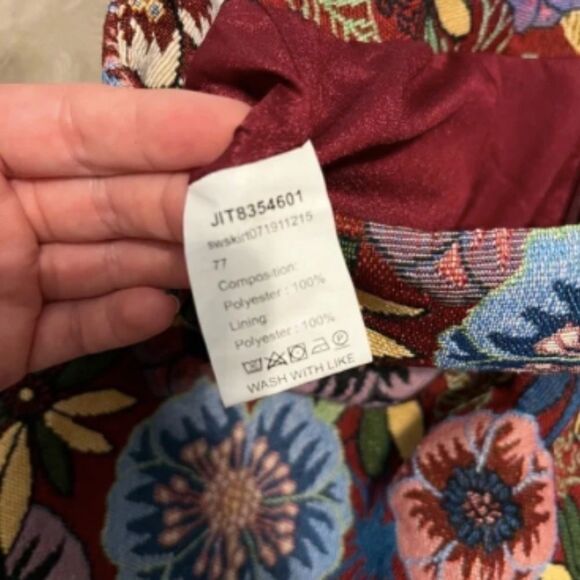 JIT8354601
swskirt071911215
77
Composition:
Polyester : 100%
Lining:
Polyester : 100%
WASH WITH LIKE